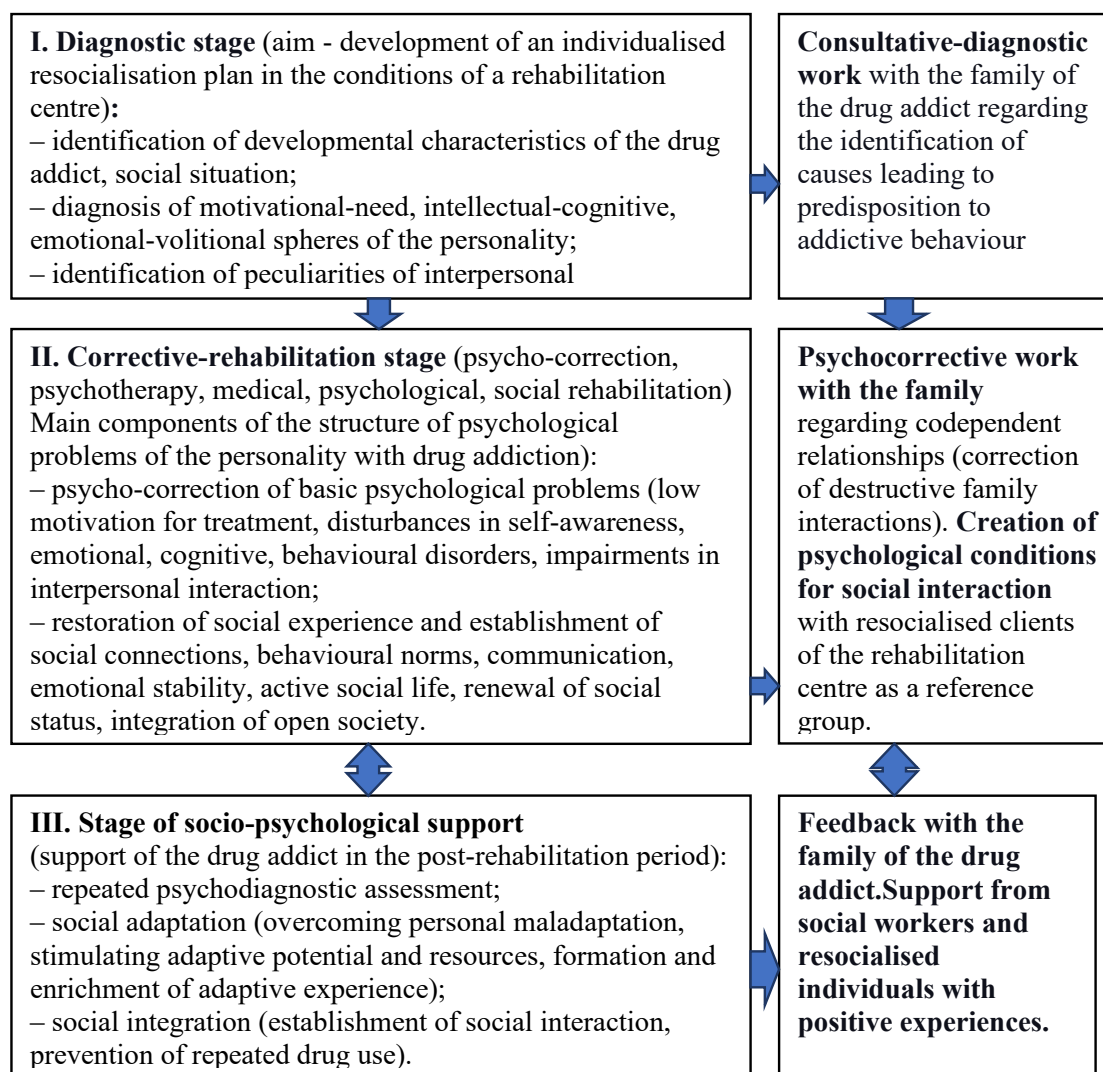 I. Diagnostic stage (aim - development of an individualised
resocialisation plan in the conditions of a rehabilitation
centre):
– identification of developmental characteristics of the drug
addict, social situation;
– diagnosis of motivational-need, intellectual-cognitive,
emotional-volitional spheres of the personality;
– identification of peculiarities of interpersonal
Consultative-diagnostic
work with the family of
the drug addict regarding
the identification of
causes leading to
predisposition to
addictive behaviour
II. Corrective-rehabilitation stage (psycho-correction,
psychotherapy, medical, psychological, social rehabilitation)
Main components of the structure of psychological
problems of the personality with drug addiction):
– psycho-correction of basic psychological problems (low
motivation for treatment, disturbances in self-awareness,
emotional, cognitive, behavioural disorders, impairments in
interpersonal interaction;
– restoration of social experience and establishment of
social connections, behavioural norms, communication,
emotional stability, active social life, renewal of social
status, integration of open society.
Psychocorrective work
with the family
regarding codependent
relationships (correction
of destructive family
interactions). Creation of
psychological conditions
for social interaction
with resocialised clients
of the rehabilitation
centre as a reference
group.
III. Stage of socio-psychological support
(support of the drug addict in the post-rehabilitation period):
– repeated psychodiagnostic assessment;
– social adaptation (overcoming personal maladaptation,
stimulating adaptive potential and resources, formation and
enrichment of adaptive experience);
– social integration (establishment of social interaction,
prevention of repeated drug use).
Feedback with the
family of the drug
addict.Support from
social workers and
resocialised
individuals with
positive experiences.